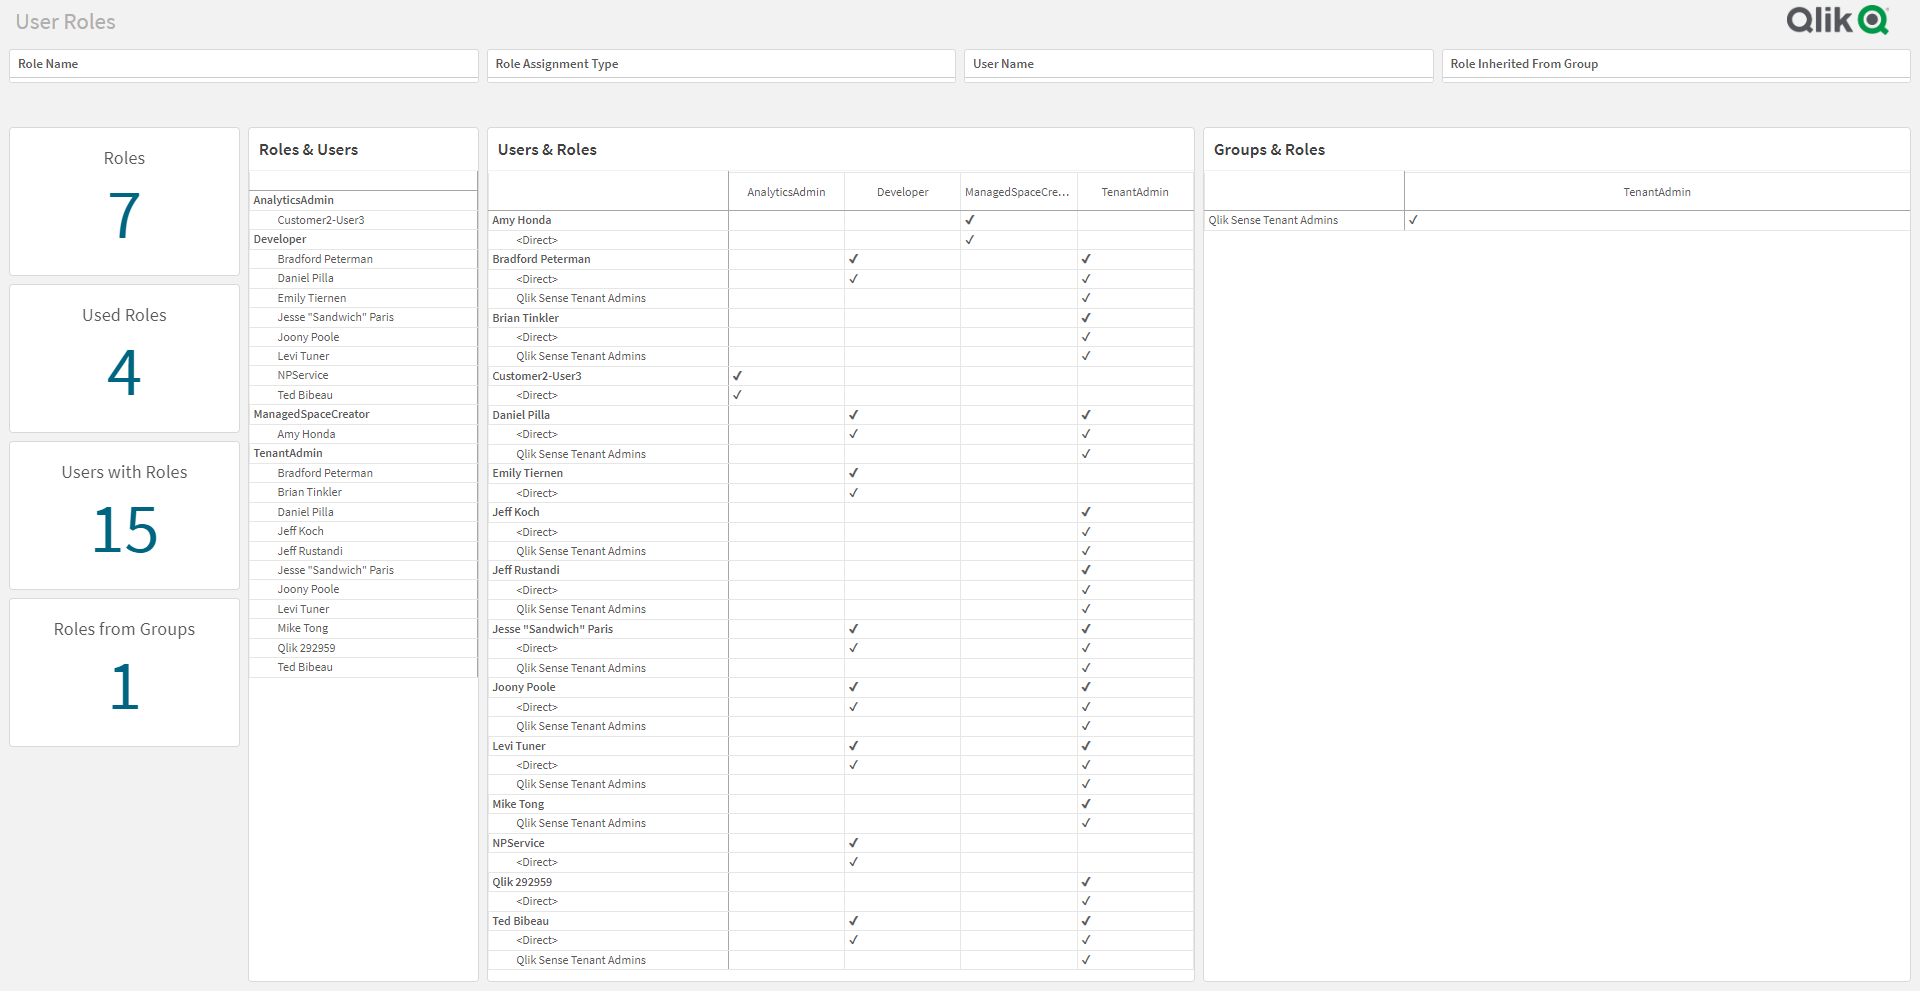 User Roles
Qlik
Role Name
Role Assignment Type
User Name
Role Inherited From Group
Roles
7
Used Roles
4
Users with Roles
15
Roles from Groups
1
Roles & Users
AnalyticsAdmin
Customer2-User3
Developer
Bradford Peterman
Daniel Pilla
Emily Tiernen
Jesse "Sandwich" Paris
Joony Poole
Levi Tuner
NPService
Ted Bibeau
ManagedSpaceCreator
Amy Honda
TenantAdmin
Bradford Peterman
Brian Tinkler
Daniel Pilla
Jeff Koch
Jeff Rustandi
Jesse "Sandwich" Paris
Joony Poole
Levi Tuner
Mike Tong
Qlik 292959
Ted Bibeau
Users & Roles
AnalyticsAdmin Developer ManagedSpaceCre... TenantAdmin
Amy Honda ✓
<Direct> ✓
Bradford Peterman ✓ ✓
<Direct> ✓ ✓
Qlik Sense Tenant Admins ✓
Brian Tinkler ✓
<Direct> ✓
Qlik Sense Tenant Admins ✓
Customer2-User3 ✓
<Direct> ✓
Daniel Pilla ✓ ✓
<Direct> ✓ ✓
Qlik Sense Tenant Admins ✓
Emily Tiernen ✓
<Direct> ✓
Jeff Koch ✓
<Direct> ✓
Qlik Sense Tenant Admins ✓
Jeff Rustandi ✓
<Direct> ✓
Qlik Sense Tenant Admins ✓
Jesse "Sandwich" Paris ✓ ✓
<Direct> ✓ ✓
Qlik Sense Tenant Admins ✓
Joony Poole ✓ ✓
<Direct> ✓ ✓
Qlik Sense Tenant Admins ✓
Levi Tuner ✓ ✓
<Direct> ✓ ✓
Qlik Sense Tenant Admins ✓
Mike Tong ✓
Qlik Sense Tenant Admins ✓
NPService ✓
<Direct> ✓
Qlik 292959 ✓
<Direct> ✓
Ted Bibeau ✓ ✓
<Direct> ✓ ✓
Qlik Sense Tenant Admins ✓
Groups & Roles
TenantAdmin
Qlik Sense Tenant Admins ✓